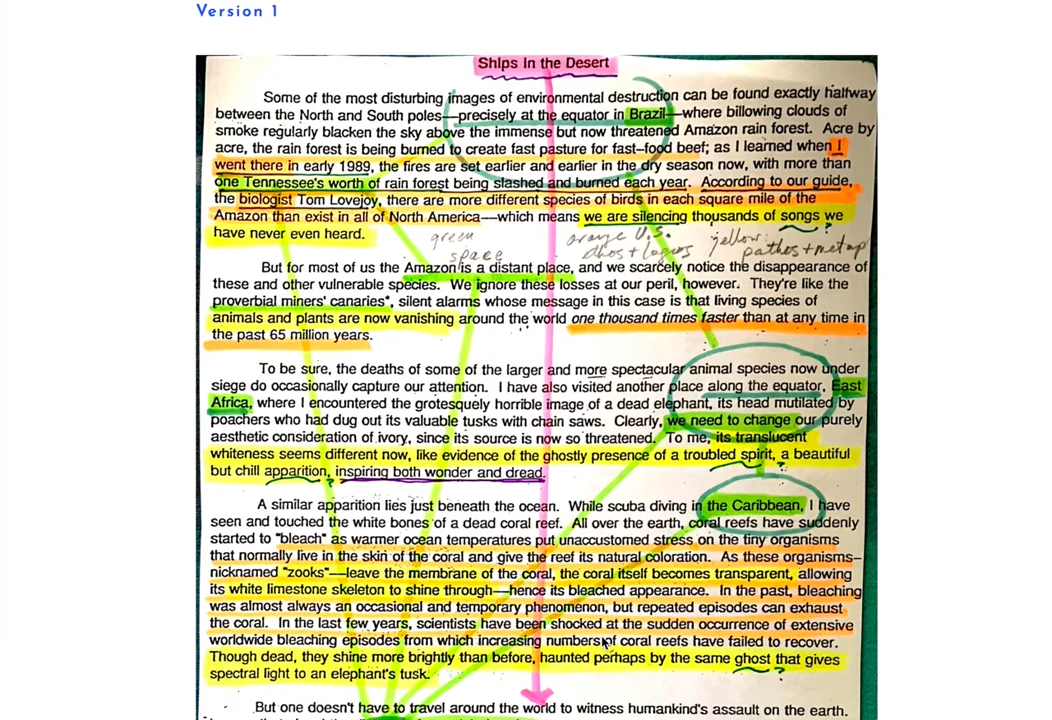 Version 1
Ships in the Desert
Some of the most disturbing images of environmental destruction can be found exactly halfway
between the North and South poles—precisely at the equator in Brazil—where billowing clouds of
smoke regularly blacken the sky above the immense but now threatened Amazon rain forest. Acre by
acre, the rain forest is being burned to create fast pasture for fast-food beef; as I learned when I
went there in early 1989, the fires are set earlier and earlier in the dry season now, with more than
one Tennessee's worth of rain forest being slashed and burned each year. According to our guide,
the biologist Tom Lovejoy, there are more different species of birds in each square mile of the
Amazon than exist in all of North America—which means we are silencing thousands of songs we
have never even heard.
green orange U.S. yellow:
space ethos + logos pathos + metap
But for most of us the Amazon is a distant place, and we scarcely notice the disappearance of
these and other vulnerable species. We ignore these losses at our peril, however. They're like the
proverbial miners' canaries*, silent alarms whose message in this case is that living species of
animals and plants are now vanishing around the world one thousand times faster than at any time in
the past 65 million years.
To be sure, the deaths of some of the larger and more spectacular animal species now under
siege do occasionally capture our attention. I have also visited another place along the equator, East
Africa, where I encountered the grotesquely horrible image of a dead elephant, its head mutilated by
poachers who had dug out its valuable tusks with chain saws. Clearly, we need to change our purely
aesthetic consideration of ivory, since its source is now so threatened. To me, its translucent
whiteness seems different now, like evidence of the ghostly presence of a troubled spirit, a beautiful
but chill apparition, inspiring both wonder and dread.
A similar apparition lies just beneath the ocean. While scuba diving in the Caribbean, I have
seen and touched the white bones of a dead coral reef. All over the earth, coral reefs have suddenly
started to "bleach" as warmer ocean temperatures put unaccustomed stress on the tiny organisms
that normally live in the skin of the coral and give the reef its natural coloration. As these organisms–
nicknamed "zooks"—leave the membrane of the coral, the coral itself becomes transparent, allowing
its white limestone skeleton to shine through—hence its bleached appearance. In the past, bleaching
was almost always an occasional and temporary phenomenon, but repeated episodes can exhaust
the coral. In the last few years, scientists have been shocked at the sudden occurrence of extensive
worldwide bleaching episodes from which increasing numbers of coral reefs have failed to recover.
Though dead, they shine more brightly than before, haunted perhaps by the same ghost that gives
spectral light to an elephant's tusk.
But one doesn't have to travel around the world to witness humankind's assault on the earth.